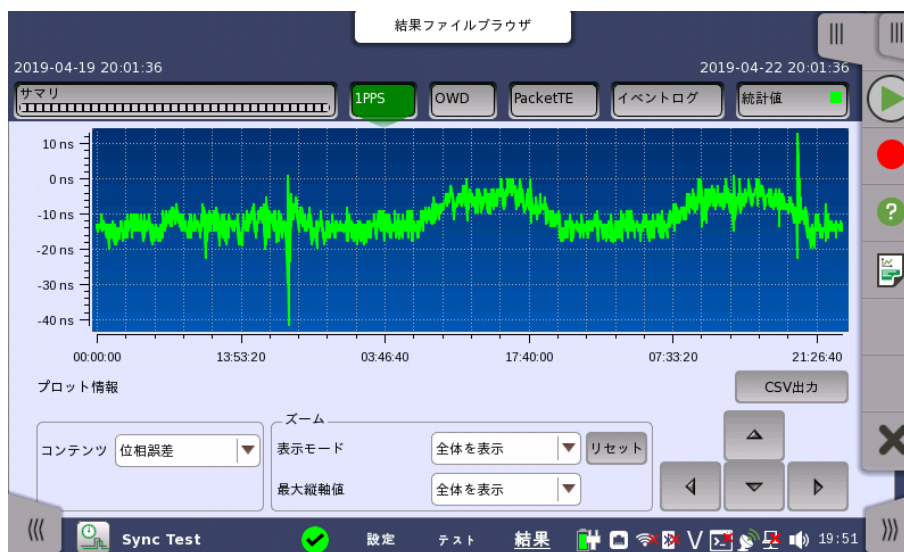 結果ファイルブラウザ
2019-04-19 20:01:36
2019-04-22 20:01:36
サマリ
1PPS
OWD
PacketTE
イベントログ
統計値
10 ns
0 ns
-10 ns
-20 ns
-30 ns
-40 ns
00:00:00
13:53:20
03:46:40
17:40:00
07:33:20
21:26:40
プロット情報
CSV出力
コンテンツ
位相誤差
ズーム
表示モード
全体を表示
リセット
最大縦軸値
全体を表示
Sync Test
設定
テスト
結果
19:51